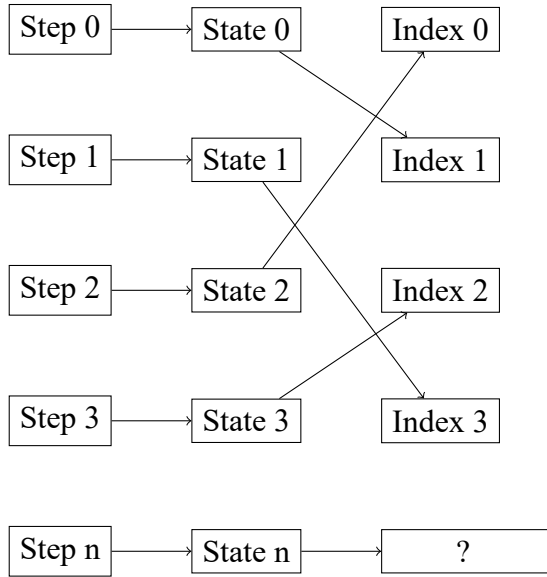 Step 0 State 0 Index 0
Step 1 State 1 Index 1
Step 2 State 2 Index 2
Step 3 State 3 Index 3
Step n State n ?